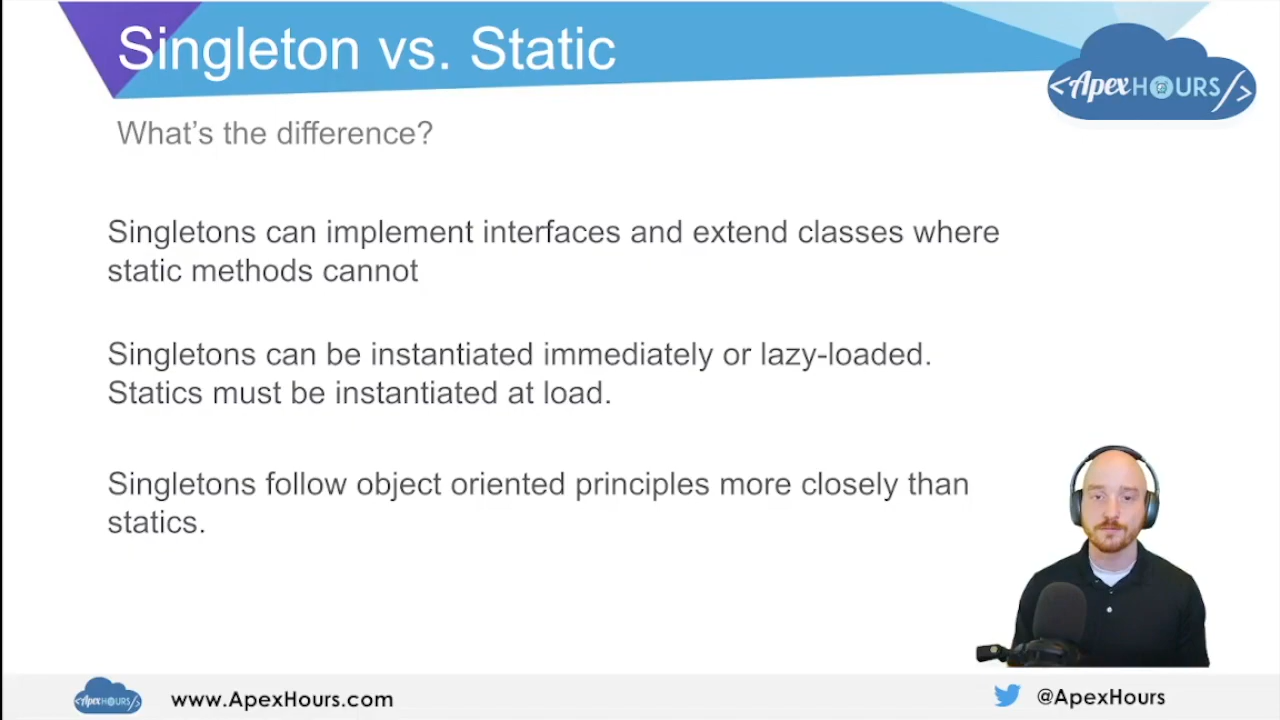 Singleton vs. Static
<ApexHOURS/>
What's the difference?
Singletons can implement interfaces and extend classes where
static methods cannot
Singletons can be instantiated immediately or lazy-loaded.
Statics must be instantiated at load.
Singletons follow object oriented principles more closely than
statics.
<ApexHOURS/>
www.ApexHours.com
@ApexHours